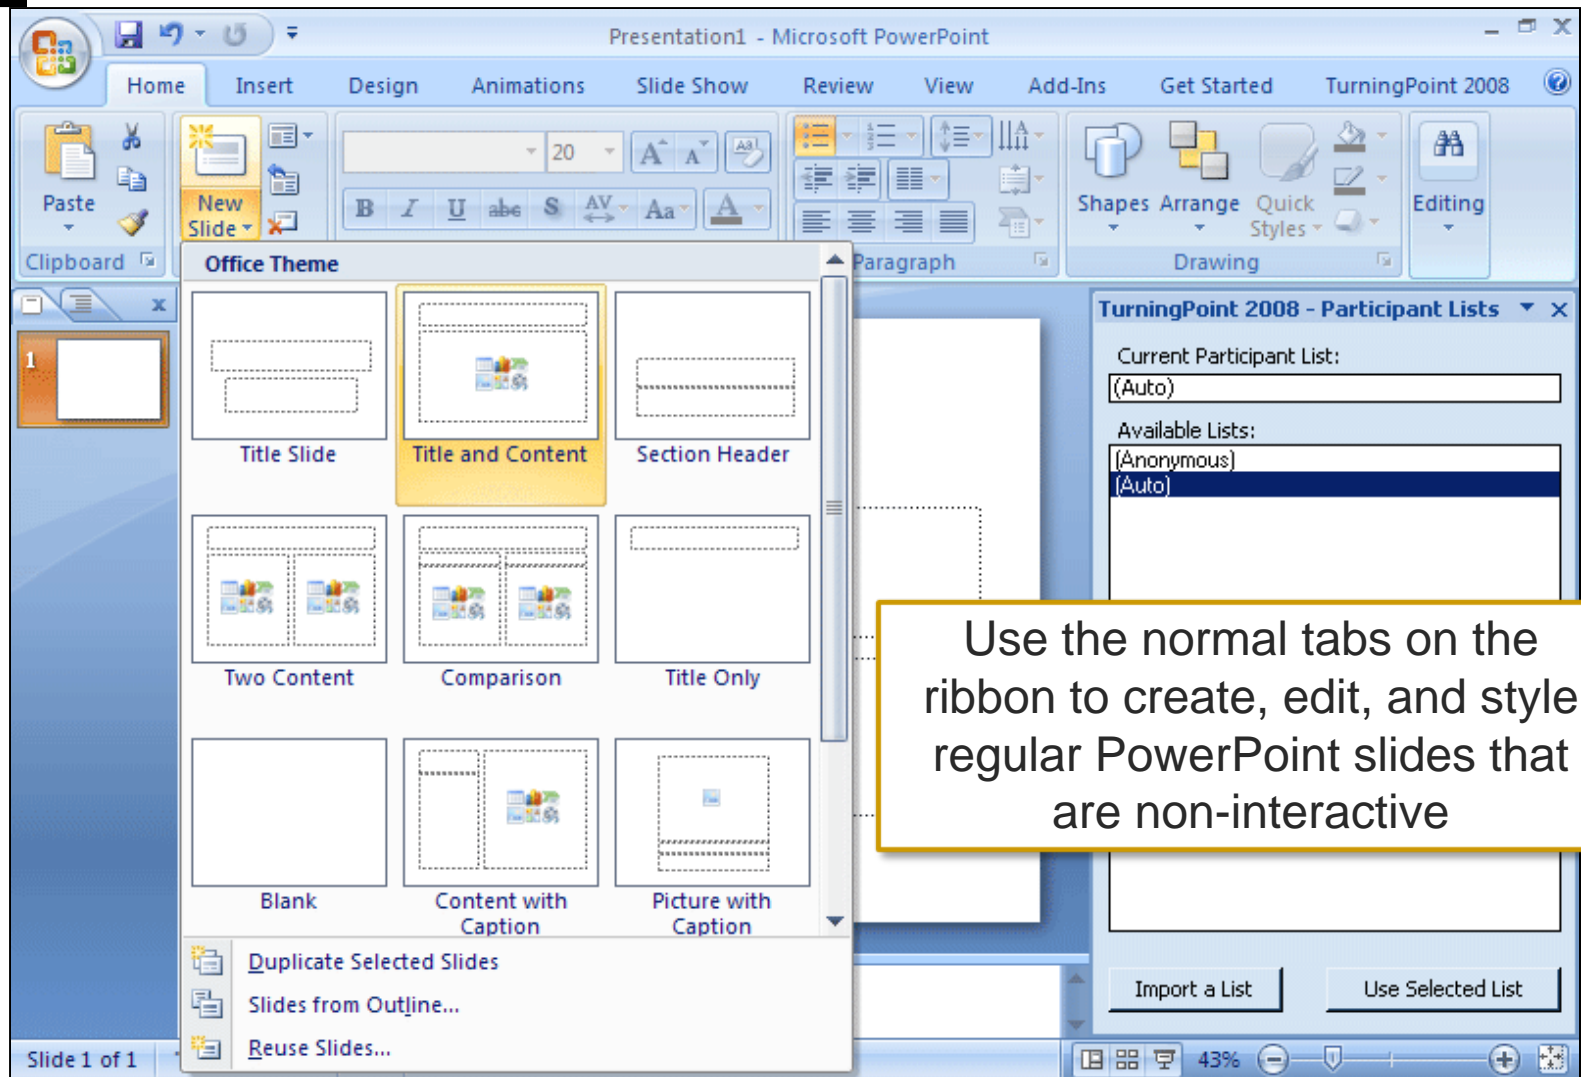 Presentation1 - Microsoft PowerPoint
Home Insert Design Animations Slide Show Review View Add-Ins Get Started TurningPoint 2008
Paste
New
Slide
20
B I U abc S AV Aa A
A A
Shapes Arrange Quick
Styles
Editing
Clipboard Paragraph Drawing
Office Theme
Title Slide Title and Content Section Header
Two Content Comparison Title Only
Blank Content with
Caption Picture with
Caption
Duplicate Selected Slides
Slides from Outline...
Reuse Slides...
1
TurningPoint 2008 - Participant Lists
Current Participant List:
(Auto)
Available Lists:
(Anonymous)
(Auto)
Use the normal tabs on the
ribbon to create, edit, and style
regular PowerPoint slides that
are non-interactive
Import a List Use Selected List
Slide 1 of 1
43%